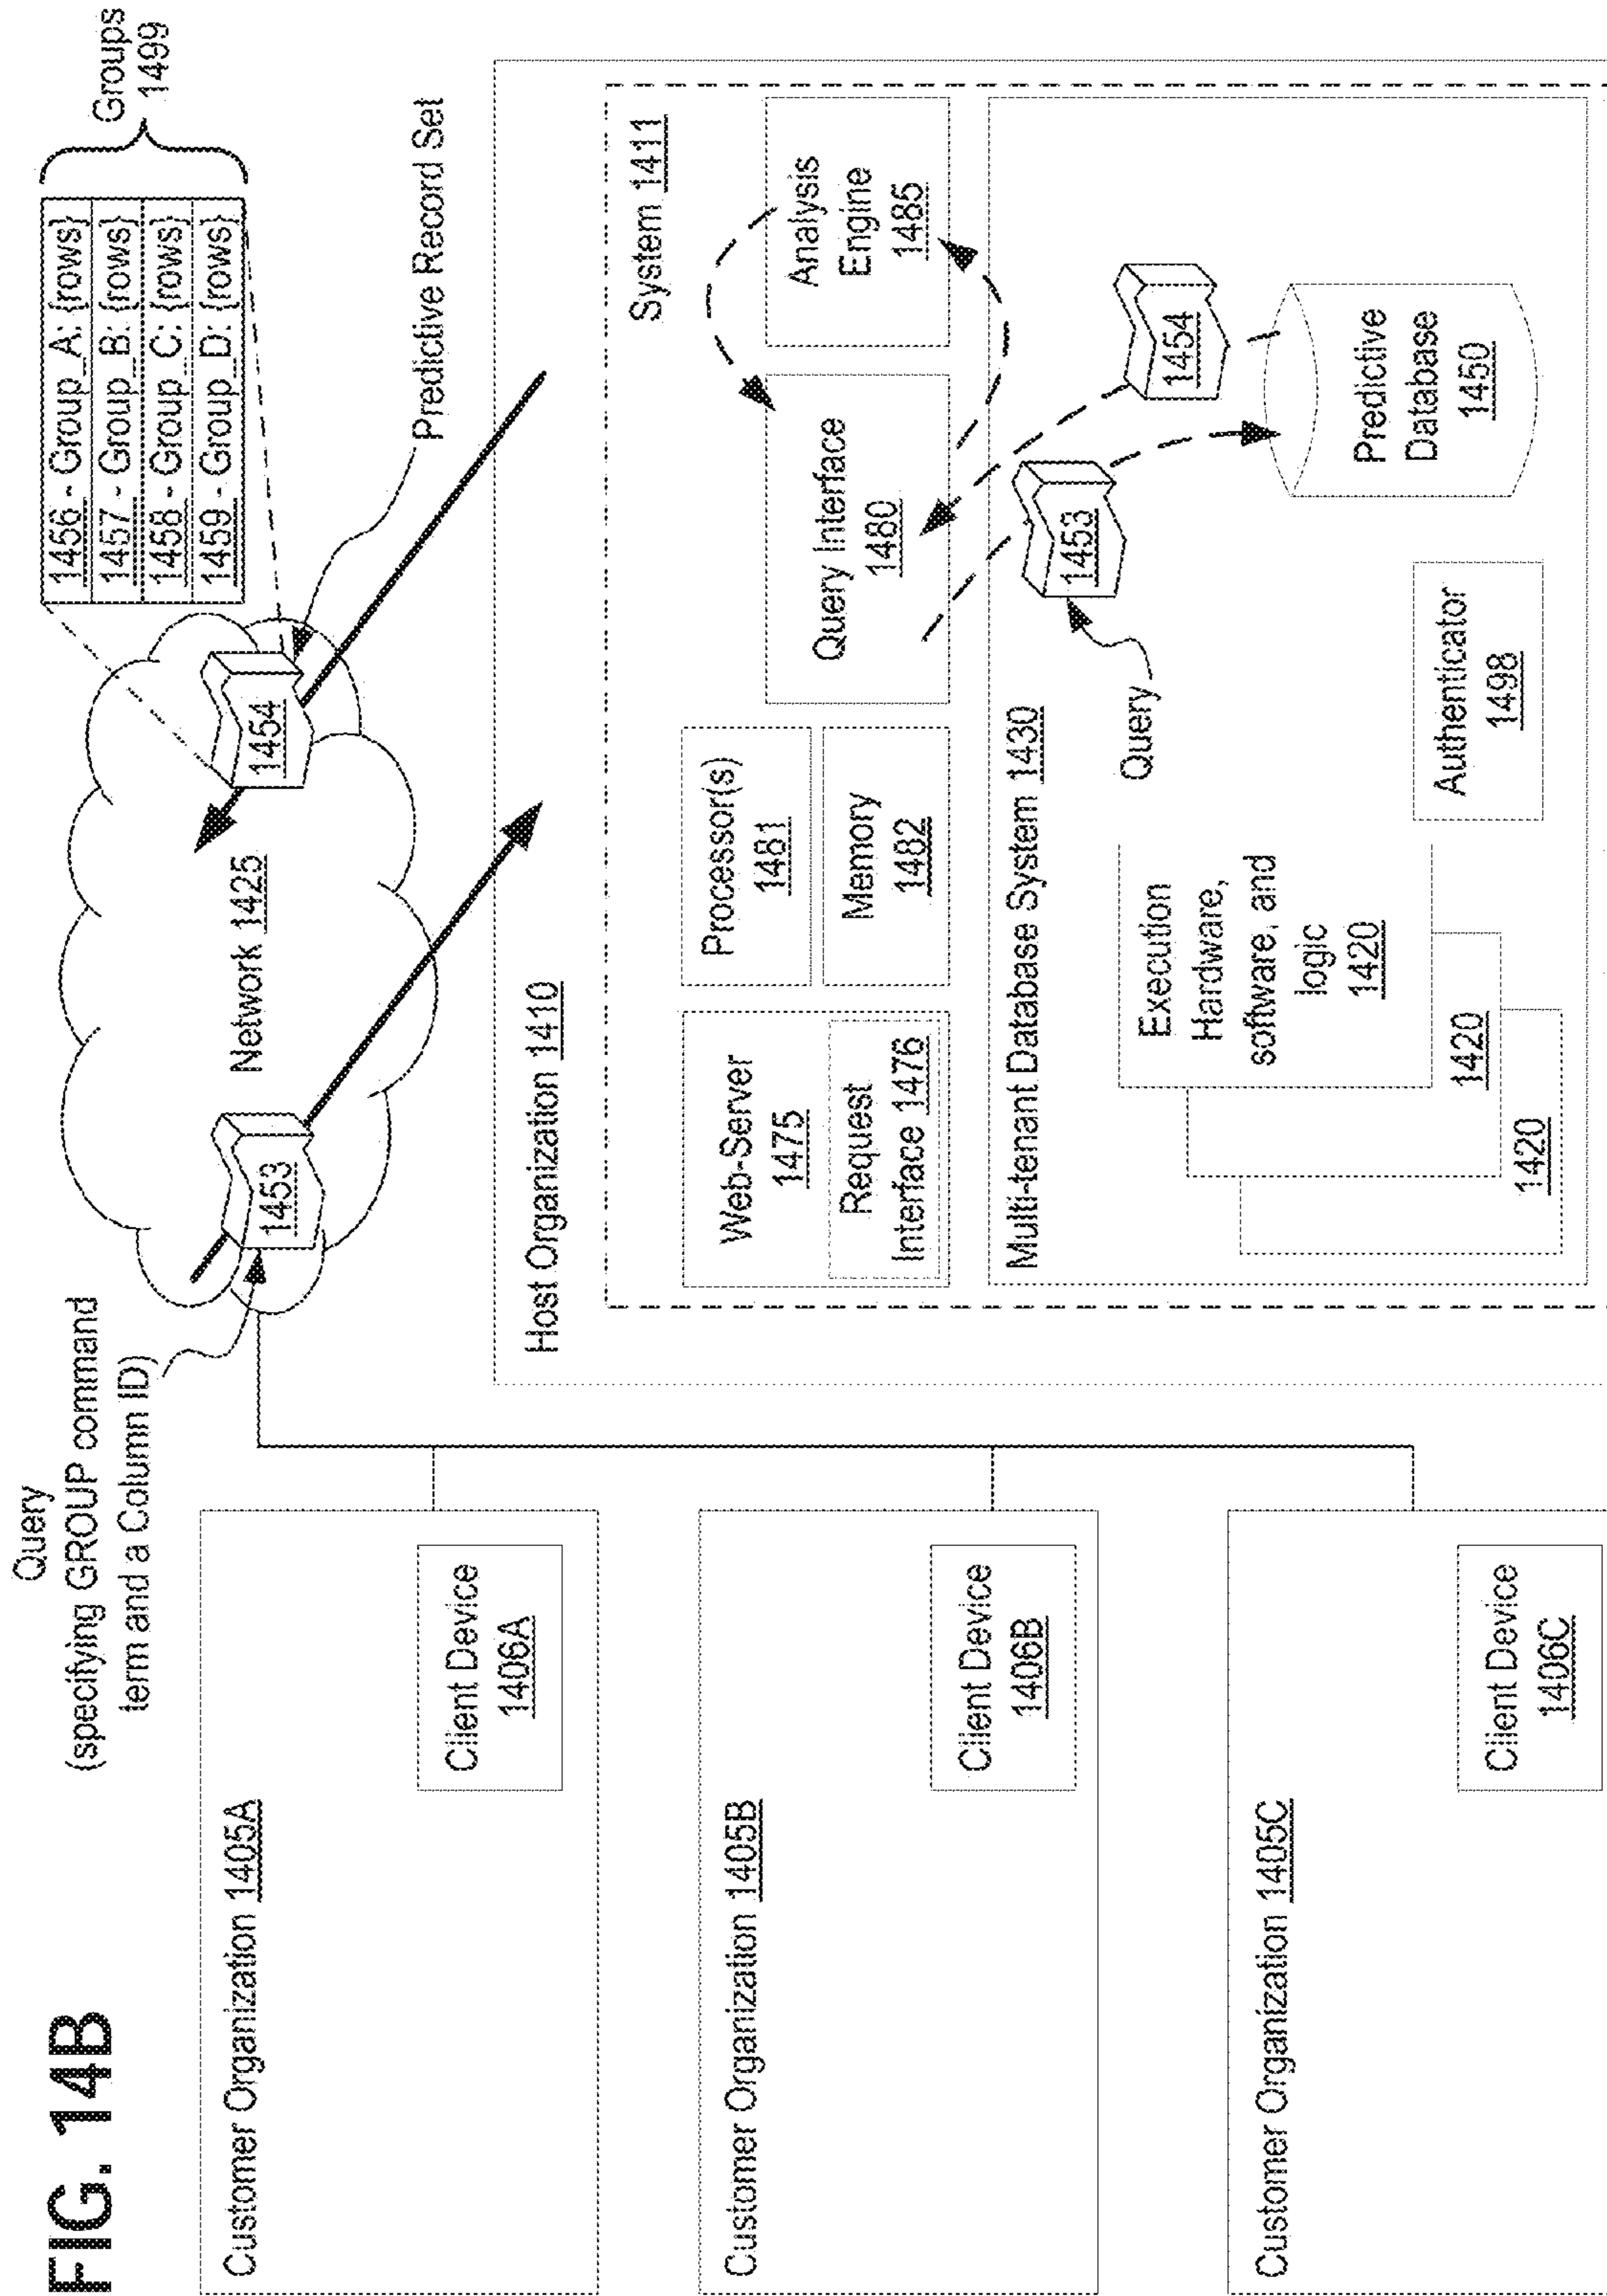 FIG. 14B
Query
(specifying GROUP command
term and a Column ID)
Customer Organization 1405A
Client Device
1406A
Customer Organization 1405B
Client Device
1406B
Customer Organization 1405C
Client Device
1406C
1453
Network 1425
1454
1456 - Group_A: {rows}
1457 - Group_B: {rows}
1458 - Group_C: {rows}
1459 - Group_D: {rows}
Groups
1499
Predictive Record Set
Host Organization 1410
System 1411
Web-Server
1475
Request
Interface 1476
Processor(s)
1481
Memory
1482
Query Interface
1480
Analysis
Engine
1485
Multi-tenant Database System 1430
Query
1453
1454
Execution
Hardware,
software, and
logic
1420
1420
1420
Authenticator
1498
Predictive
Database
1450